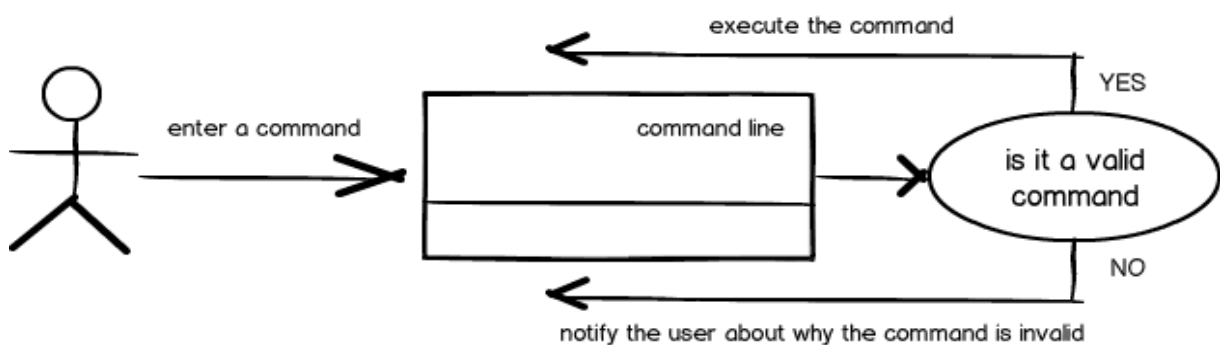 execute the command
YES
enter a command
command line
is it a valid
command
NO
notify the user about why the command is invalid